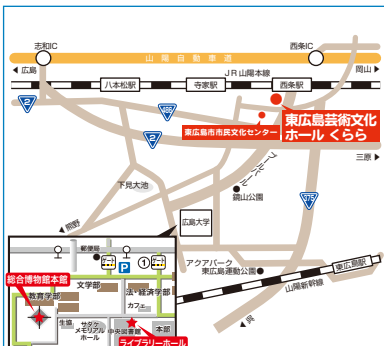 志和IC
西条IC
山陽自動車道
◀広島
岡山▶
JR山陽本線
八本松駅
寺家駅
西条駅
2
486
東広島芸術文化
ホール くらら
東広島市市民文化センター
2
三原▶
ブールバール
下見大池
鏡山公園
375
◀熊野
広島大学
アクアパーク
東広島運動公園
東広島駅
山陽新幹線
◀呉
郵便局
P
1
総合博物館本館
文学部
法・経済学部
教育学部
カフェ
生協
サタケ
メモリアル
ホール
中央図書館
本部
ライブラリーホール